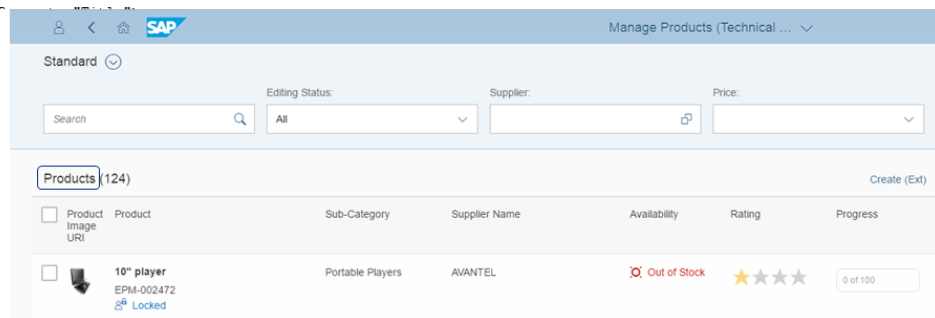 SAP
Manage Products (Technical ...
Standard
Editing Status:
Supplier:
Price:
Search
All
Products (124)
Create (Ext)
Product Image URI
Product
Sub-Category
Supplier Name
Availability
Rating
Progress
10" player
Portable Players
AVANTEL
Out of Stock
0 of 100
EPM-002472
Locked